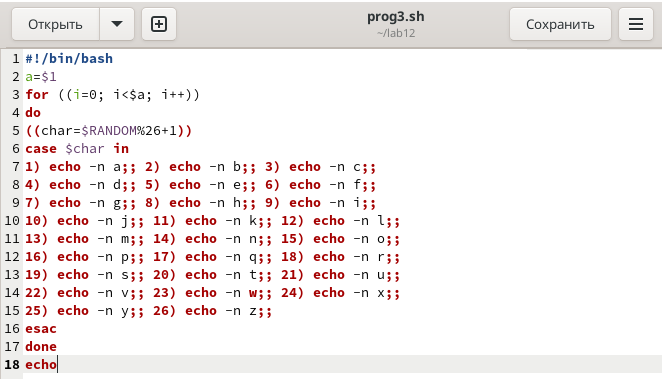 Открыть
prog3.sh
~/lab12
Сохранить
1 #!/bin/bash
2 a=$1
3 for ((i=0; i<$a; i++))
4 do
5 ((char=$RANDOM%26+1))
6 case $char in
7 1) echo -n a;; 2) echo -n b;; 3) echo -n c;;
8 4) echo -n d;; 5) echo -n e;; 6) echo -n f;;
9 7) echo -n g;; 8) echo -n h;; 9) echo -n i;;
10 10) echo -n j;; 11) echo -n k;; 12) echo -n l;;
11 13) echo -n m;; 14) echo -n n;; 15) echo -n o;;
12 16) echo -n p;; 17) echo -n q;; 18) echo -n r;;
13 19) echo -n s;; 20) echo -n t;; 21) echo -n u;;
14 22) echo -n v;; 23) echo -n w;; 24) echo -n x;;
15 25) echo -n y;; 26) echo -n z;;
16 esac
17 done
18 echo